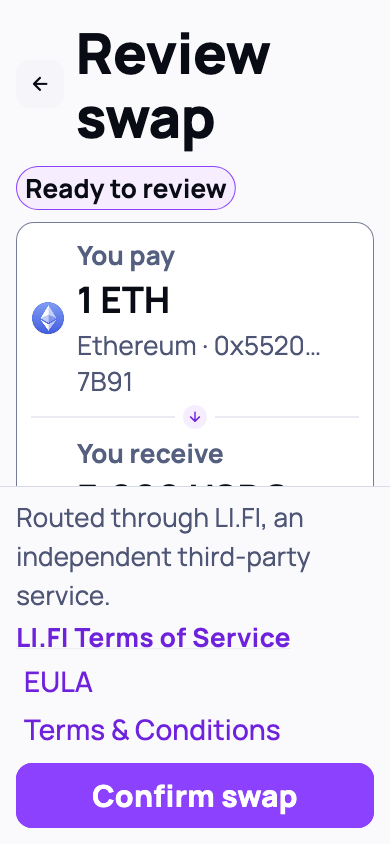 Review
swap
Ready to review
You pay
1 ETH
Ethereum · 0x5520...
7B91
You receive
Routed through LI.FI, an
independent third-party
service.
LI.FI Terms of Service
EULA
Terms & Conditions
Confirm swap